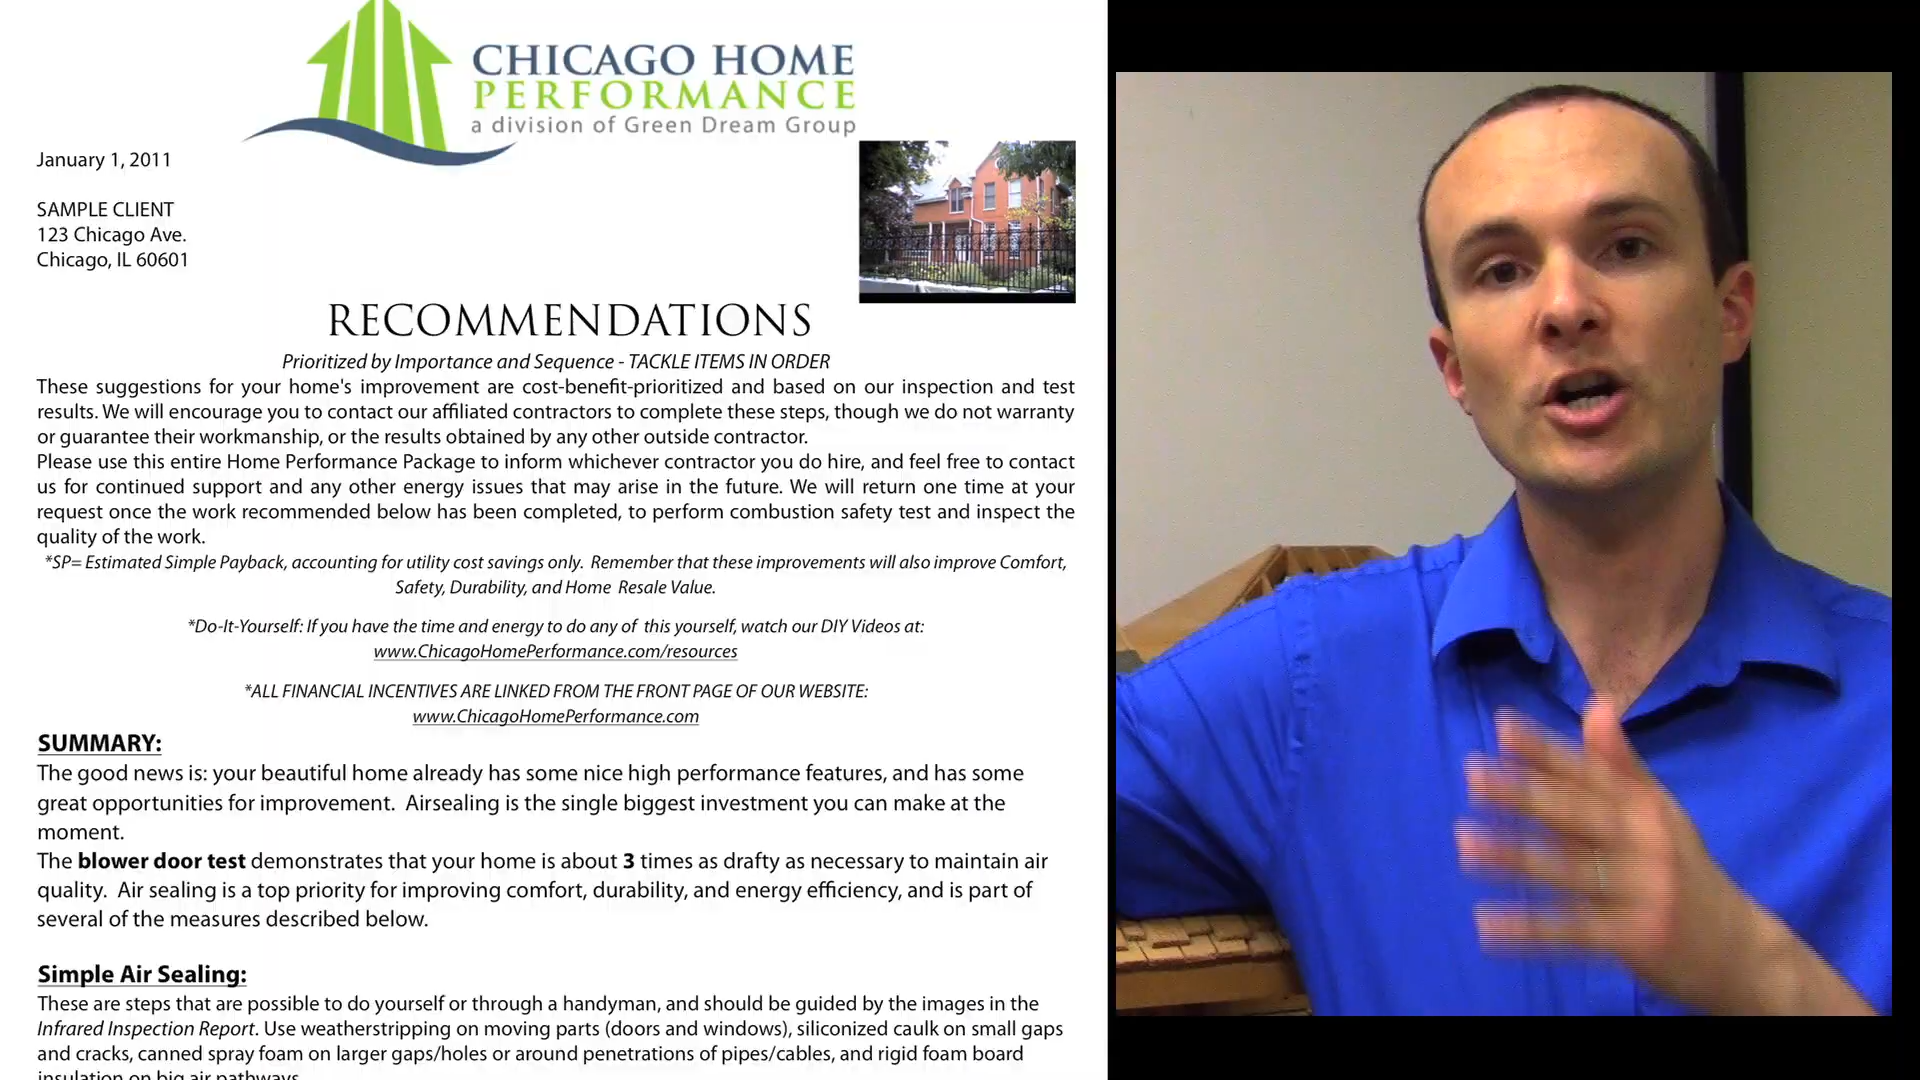 CHICAGO HOME
PERFORMANCE
a division of Green Dream Group
January 1, 2011
SAMPLE CLIENT
123 Chicago Ave.
Chicago, IL 60601
RECOMMENDATIONS
Prioritized by Importance and Sequence - TACKLE ITEMS IN ORDER
These suggestions for your home's improvement are cost-benefit-prioritized and based on our inspection and test
results. We will encourage you to contact our affiliated contractors to complete these steps, though we do not warranty
or guarantee their workmanship, or the results obtained by any other outside contractor.
Please use this entire Home Performance Package to inform whichever contractor you do hire, and feel free to contact
us for continued support and any other energy issues that may arise in the future. We will return one time at your
request once the work recommended below has been completed, to perform combustion safety test and inspect the
quality of the work.
*SP= Estimated Simple Payback, accounting for utility cost savings only. Remember that these improvements will also improve Comfort,
Safety, Durability, and Home Resale Value.
*Do-It-Yourself: If you have the time and energy to do any of this yourself, watch our DIY Videos at:
www.ChicagoHomePerformance.com/resources
*ALL FINANCIAL INCENTIVES ARE LINKED FROM THE FRONT PAGE OF OUR WEBSITE:
www.ChicagoHomePerformance.com
SUMMARY:
The good news is: your beautiful home already has some nice high performance features, and has some
great opportunities for improvement. Airsealing is the single biggest investment you can make at the
moment.
The blower door test demonstrates that your home is about 3 times as drafty as necessary to maintain air
quality. Air sealing is a top priority for improving comfort, durability, and energy efficiency, and is part of
several of the measures described below.
Simple Air Sealing:
These are steps that are possible to do yourself or through a handyman, and should be guided by the images in the
Infrared Inspection Report. Use weatherstripping on moving parts (doors and windows), siliconized caulk on small gaps
and cracks, canned spray foam on larger gaps/holes or around penetrations of pipes/cables, and rigid foam board
insulation on big air pathways.